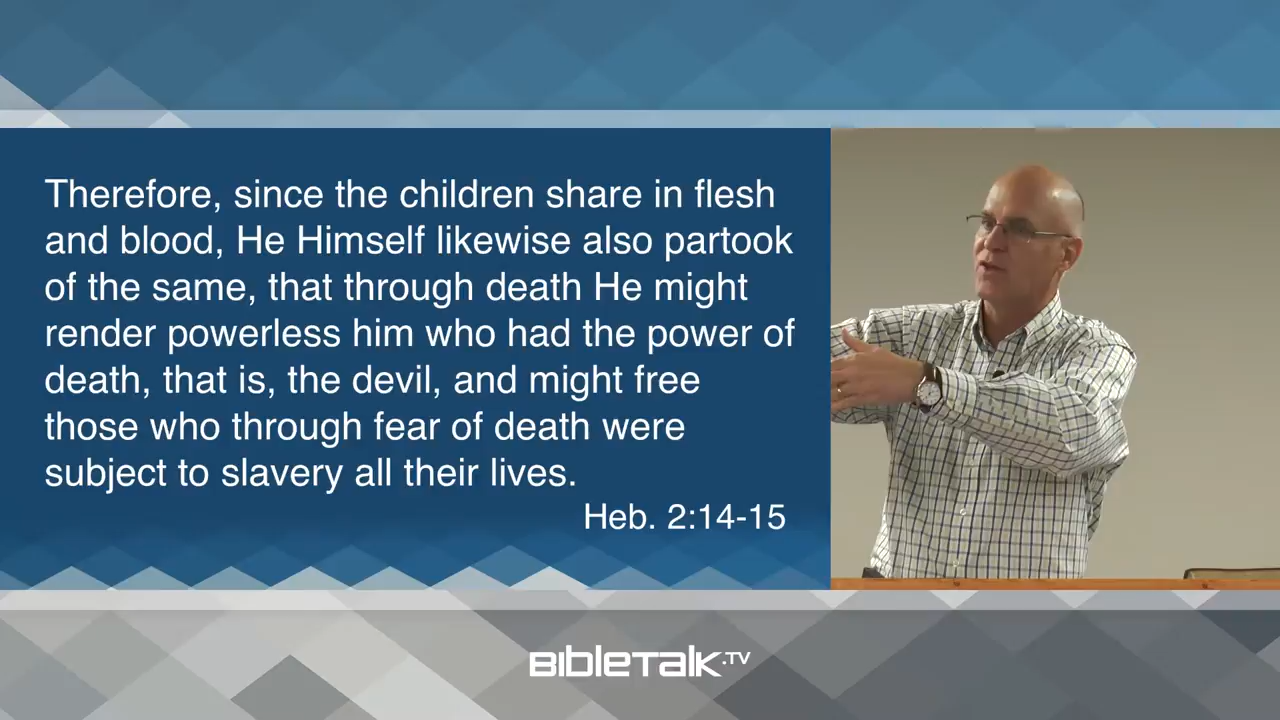 Therefore, since the children share in flesh
and blood, He Himself likewise also partook
of the same, that through death He might
render powerless him who had the power of
death, that is, the devil, and might free
those who through fear of death were
subject to slavery all their lives.
Heb. 2:14-15
BIBLETALK.TV